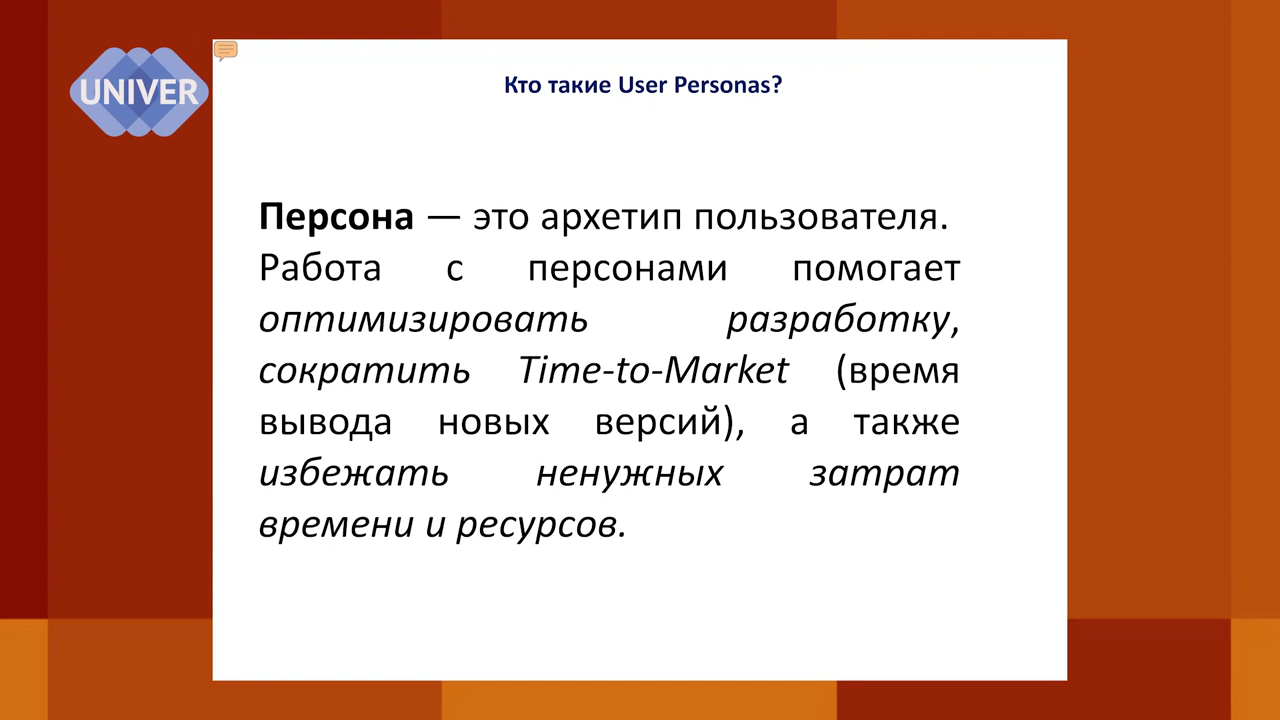 UNIVER
Кто такие User Personas?
Персона — это архетип пользователя.
Работа с персонами помогает
оптимизировать разработку,
сократить Time-to-Market (время
вывода новых версий), а также
избежать ненужных затрат
времени и ресурсов.